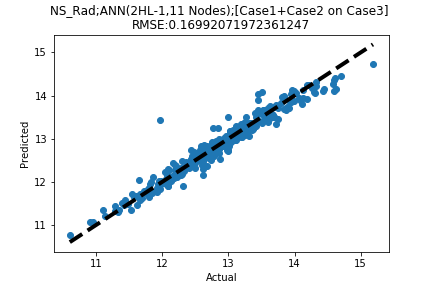 NS_Rad;ANN(2HL-1,11 Nodes);[Case1+Case2 on Case3]
RMSE:0.16992071972361247
15
14
13
12
11
Predicted
11 12 13 14 15
Actual